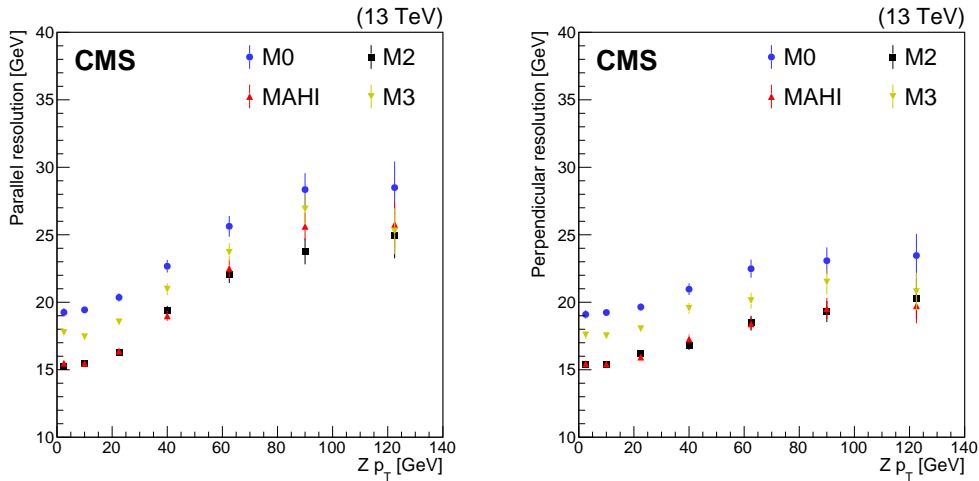 (13 TeV)
Parallel resolution [GeV]
40
35
30
25
20
15
10
CMS
M0
M2
MAHI
M3
0 20 40 60 80 100 120 140
Z p_T [GeV]
(13 TeV)
Perpendicular resolution [GeV]
40
35
30
25
20
15
10
CMS
M0
M2
MAHI
M3
0 20 40 60 80 100 120 140
Z p_T [GeV]